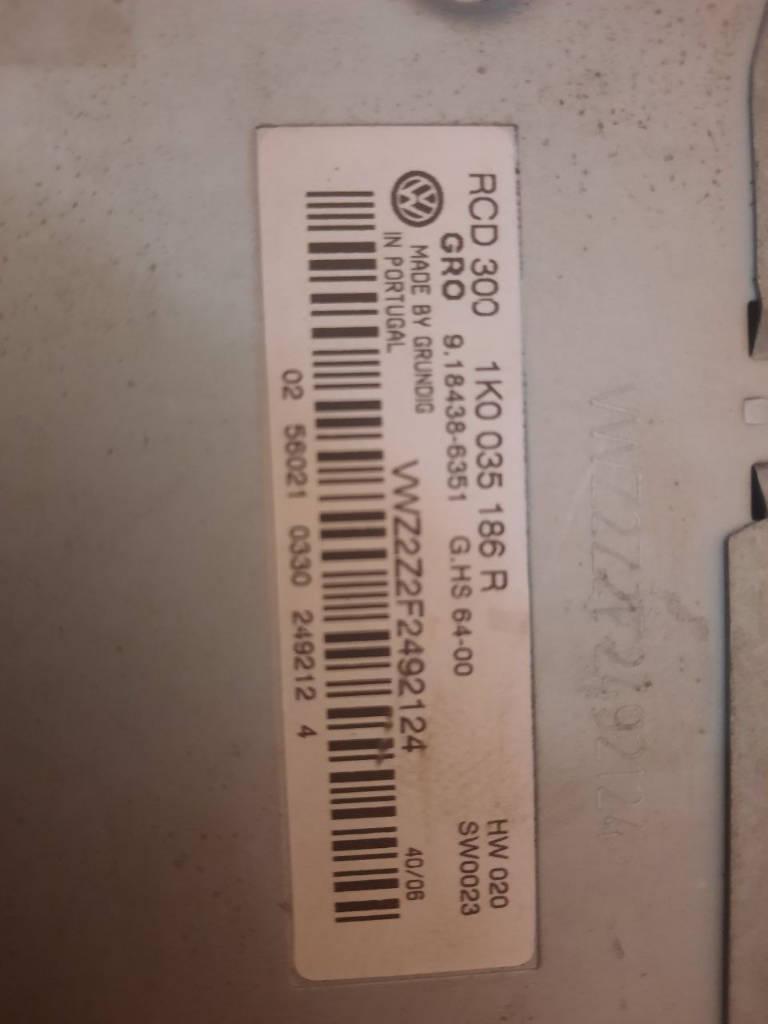 RCD 300 1K0 035 186 R HW 020
GRO 9.18438-6351 G.HS 64-00 SW0023
MADE BY GRUNDIG
IN PORTUGAL
VWZ2Z2F2492124 40/06
02 56021 0330 249212 4
VWZ2Z2F2492124